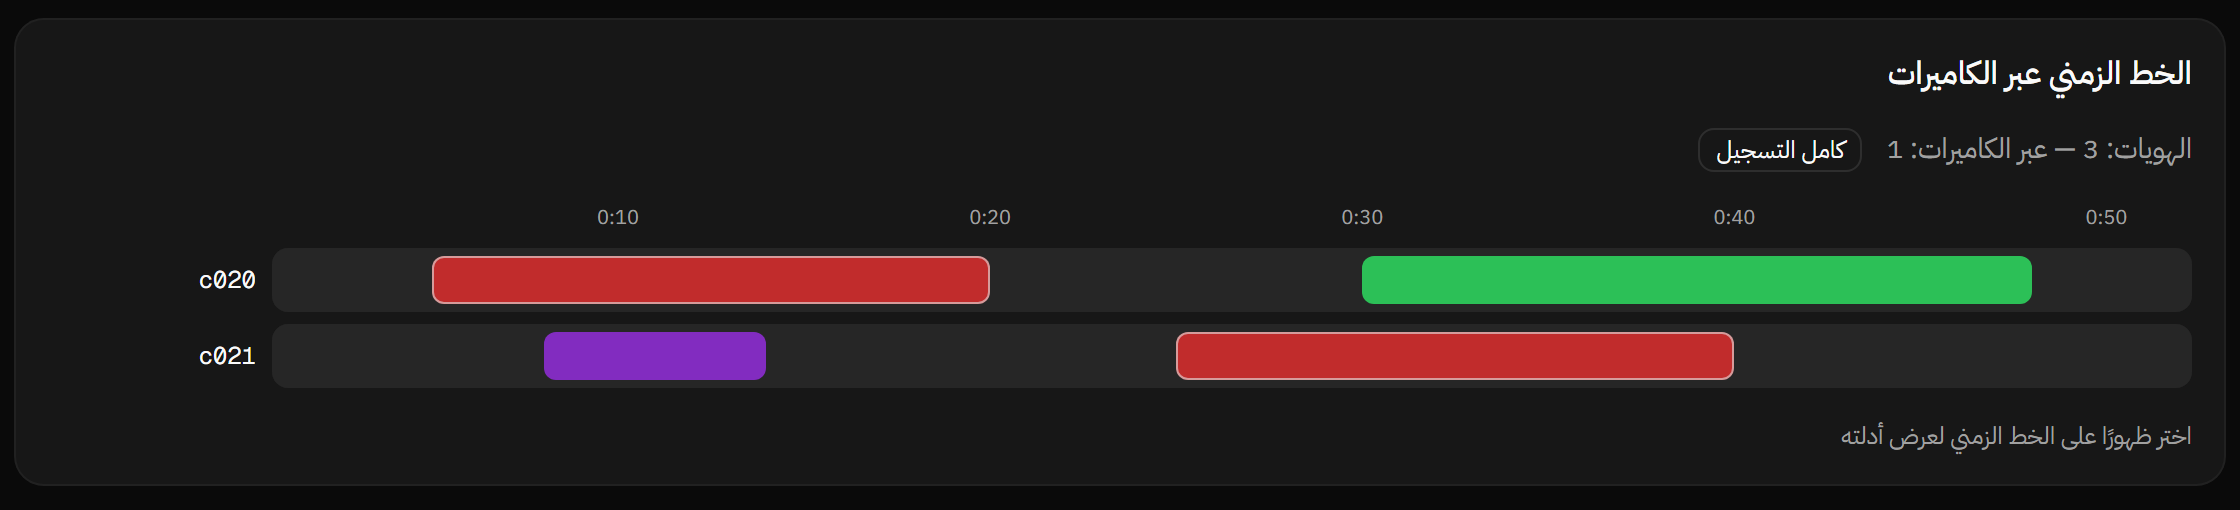 الخط الزمني عبر الكاميرات
الهويات: 3 — عبر الكاميرات: 1 كامل التسجيل
0:10 0:20 0:30 0:40 0:50
c020
c021
اختر ظهورًا على الخط الزمني لعرض أدلته